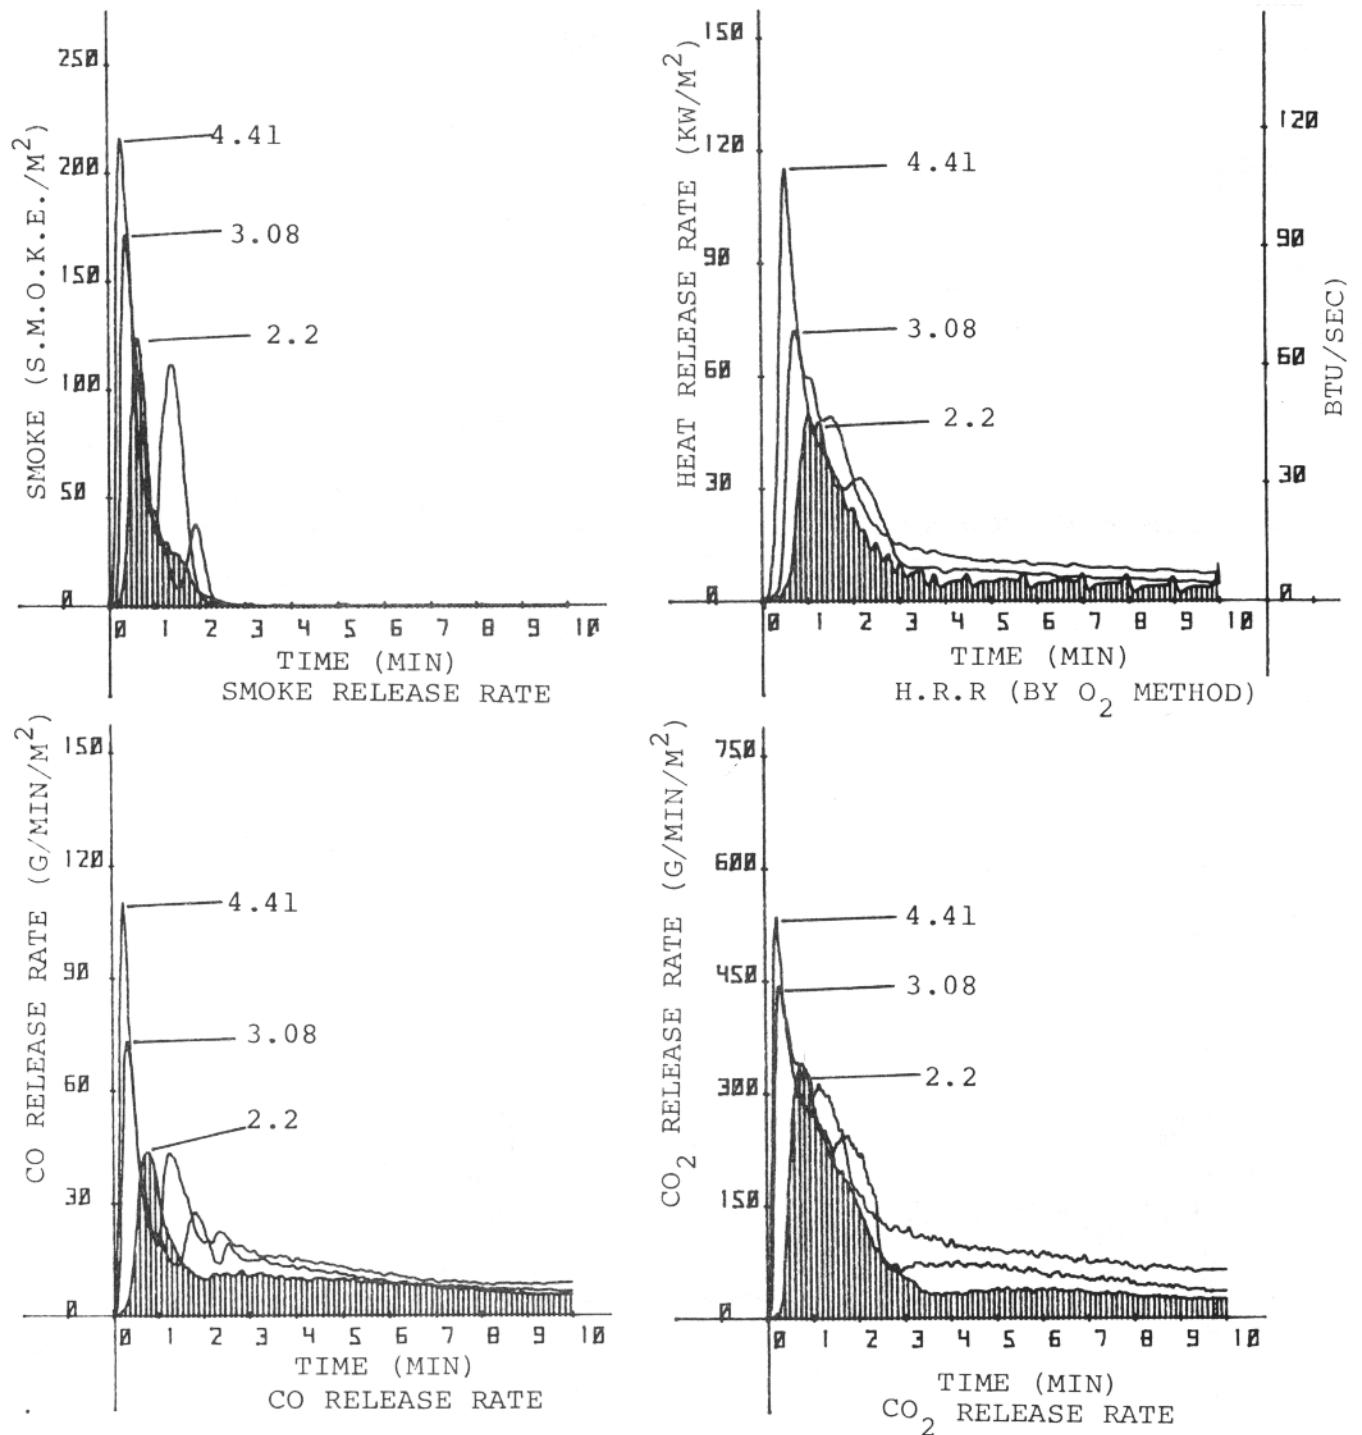 SMOKE (S.M.O.K.E./M²)
250
200
150
100
50
0
4.41
3.08
2.2
0 1 2 3 4 5 6 7 8 9 10
TIME (MIN)
SMOKE RELEASE RATE
HEAT RELEASE RATE (KW/M²)
150
120
90
60
30
0
4.41
3.08
2.2
120
90
60
30
0
BTU/SEC
0 1 2 3 4 5 6 7 8 9 10
TIME (MIN)
H.R.R (BY O₂ METHOD)
CO RELEASE RATE (G/MIN/M²)
150
120
90
60
30
0
4.41
3.08
2.2
0 1 2 3 4 5 6 7 8 9 10
TIME (MIN)
CO RELEASE RATE
CO₂ RELEASE RATE (G/MIN/M²)
750
600
450
300
150
0
4.41
3.08
2.2
0 1 2 3 4 5 6 7 8 9 10
TIME (MIN)
CO₂ RELEASE RATE